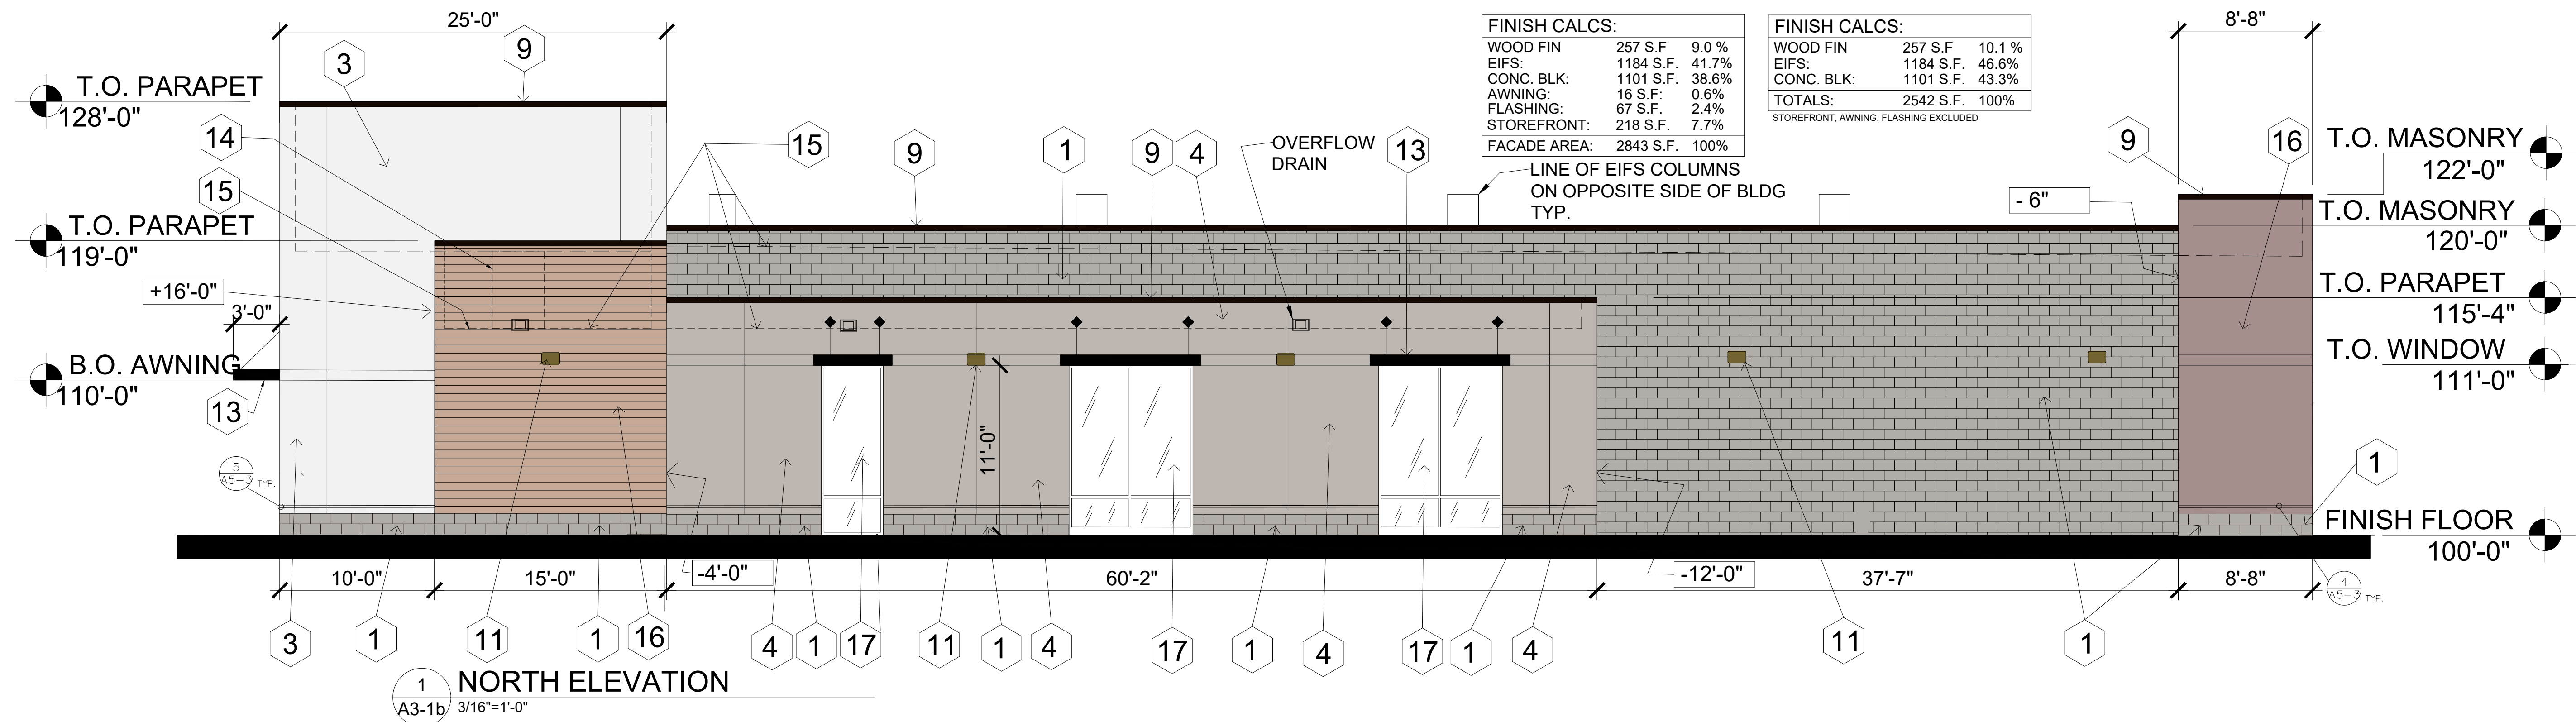 25'-0"
9
3
T.O. PARAPET
128'-0"
14
15
T.O. PARAPET
119'-0"
+16'-0"
3'-0"
B.O. AWNING
110'-0"
13
5
A5-3 TYP.
15
9
1
9
4
OVERFLOW
DRAIN
13
FINISH CALCS:
WOOD FIN 257 S.F 9.0 %
EIFS: 1184 S.F. 41.7%
CONC. BLK: 1101 S.F. 38.6%
AWNING: 16 S.F: 0.6%
FLASHING: 67 S.F. 2.4%
STOREFRONT: 218 S.F. 7.7%
FACADE AREA: 2843 S.F. 100%
FINISH CALCS:
WOOD FIN 257 S.F 10.1 %
EIFS: 1184 S.F. 46.6%
CONC. BLK: 1101 S.F. 43.3%
TOTALS: 2542 S.F. 100%
STOREFRONT, AWNING, FLASHING EXCLUDED
LINE OF EIFS COLUMNS
ON OPPOSITE SIDE OF BLDG
TYP.
8'-8"
9
16
- 6"
T.O. MASONRY
122'-0"
T.O. MASONRY
120'-0"
T.O. PARAPET
115'-4"
T.O. WINDOW
111'-0"
1
FINISH FLOOR
100'-0"
11'-0"
10'-0"
15'-0"
-4'-0"
60'-2"
-12'-0"
37'-7"
8'-8"
4
A5-3 TYP.
3
1
11
1
16
4
1
17
11
1
4
17
1
4
17
1
4
11
1
1
A3-1b
NORTH ELEVATION
3/16"=1'-0"